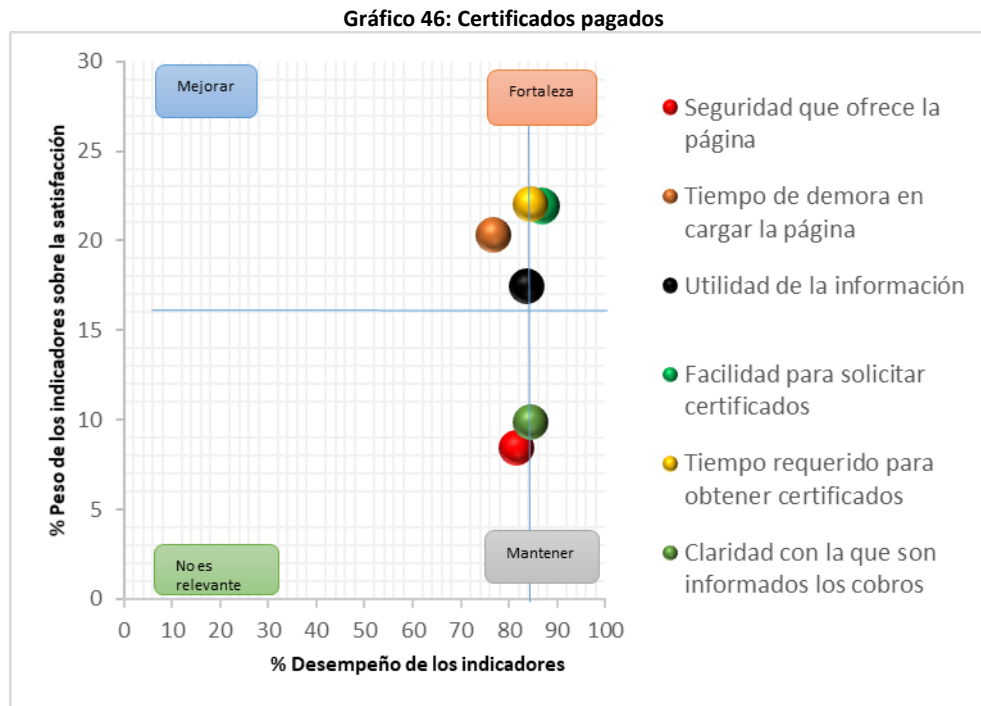 Gráfico 46: Certificados pagados
% Peso de los indicadores sobre la satisfacción
30
25
20
15
10
5
0
Mejorar
Fortaleza
No es
relevante
Mantener
0 10 20 30 40 50 60 70 80 90 100
% Desempeño de los indicadores
Seguridad que ofrece la
página
Tiempo de demora en
cargar la página
Utilidad de la información
Facilidad para solicitar
certificados
Tiempo requerido para
obtener certificados
Claridad con la que son
informados los cobros